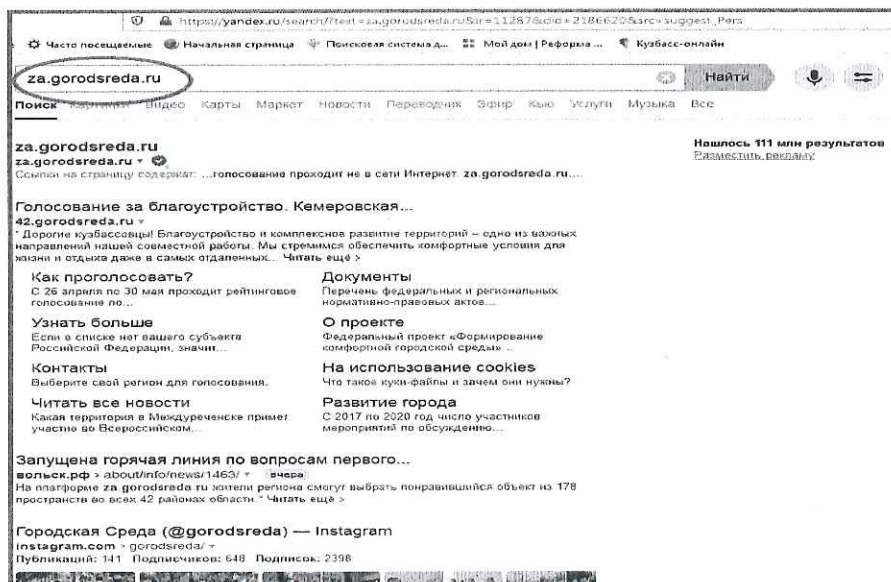 https://yandex.ru/search/?text=za.gorodsreda.ru&lr=11287&clid=2186620&src=suggest_Pers
Часто посещаемые Начальная страница Поисковая система д... Мой дом | Реформа ... Кузбасс-онлайн
za.gorodsreda.ru Найти
Поиск Картинки Видео Карты Маркет Новости Переводчик Эфир Кью Услуги Музыка Все
za.gorodsreda.ru
za.gorodsreda.ru
Ссылки на страницу содержат: ...голосование проходит не в сети Интернет. za.gorodsreda.ru....
Нашлось 111 млн результатов
Разместить рекламу
Голосование за благоустройство. Кемеровская...
42.gorodsreda.ru
" Дорогие кузбассовцы! Благоустройство и комплексное развитие территорий – одно из важных
направлений нашей совместной работы. Мы стремимся обеспечить комфортные условия для
жизни и отдыха даже в самых отдаленных... Читать ещё >
Как проголосовать?
С 26 апреля по 30 мая проходит рейтинговое
голосование по...
Документы
Перечень федеральных и региональных
нормативно-правовых актов...
Узнать больше
Если в списке нет вашего субъекта
Российской Федерации, значит...
О проекте
Федеральный проект «Формирование
комфортной городской среды»...
Контакты
Выберите свой регион для голосования.
На использование cookies
Что такое куки-файлы и зачем они нужны?
Читать все новости
Какая территория в Междуреченске примет
участие во Всероссийском...
Развитие города
С 2017 по 2020 год число участников
мероприятий по обсуждению...
Запущена горячая линия по вопросам первого...
вольск.рф > about/info/news/1463/ вчера
На платформе za.gorodsreda.ru жители региона смогут выбрать понравившийся объект из 178
пространств во всех 42 районах области." Читать ещё >
Городская Среда (@gorodsreda) — Instagram
instagram.com > gorodsreda/
Публикаций: 141 Подписчиков: 648 Подписок: 2398